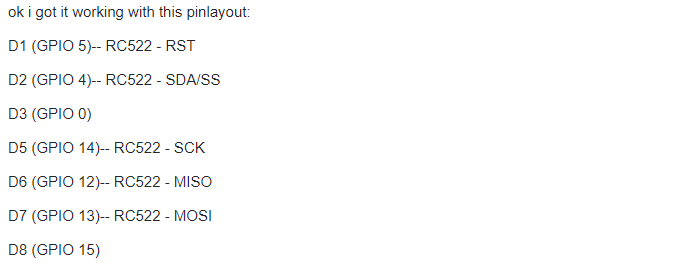 ok i got it working with this pinlayout:
D1 (GPIO 5)-- RC522 - RST
D2 (GPIO 4)-- RC522 - SDA/SS
D3 (GPIO 0)
D5 (GPIO 14)-- RC522 - SCK
D6 (GPIO 12)-- RC522 - MISO
D7 (GPIO 13)-- RC522 - MOSI
D8 (GPIO 15)